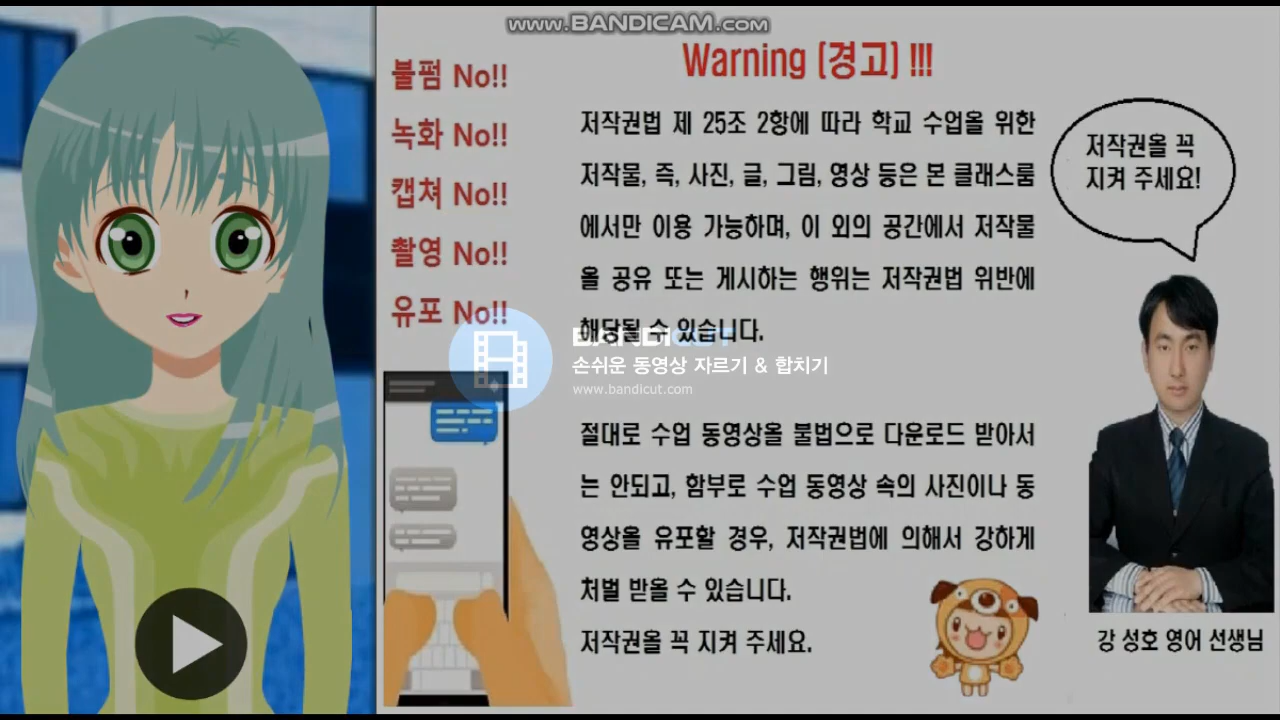 WWW.BANDICAM.COM
Warning (경고) !!!
불펌 No!!
녹화 No!!
캡쳐 No!!
촬영 No!!
유포 No!!
저작권법 제 25조 2항에 따라 학교 수업을 위한
저작물, 즉, 사진, 글, 그림, 영상 등은 본 클래스룸
에서만 이용 가능하며, 이 외의 공간에서 저작물
을 공유 또는 게시하는 행위는 저작권법 위반에
해당될 수 있습니다.
BANDICUT
손쉬운 동영상 자르기 & 합치기
www.bandicut.com
절대로 수업 동영상을 불법으로 다운로드 받아서
는 안되고, 함부로 수업 동영상 속의 사진이나 동
영상을 유포할 경우, 저작권법에 의해서 강하게
처벌 받을 수 있습니다.
저작권을 꼭 지켜 주세요.
저작권을 꼭
지켜 주세요!
강 성호 영어 선생님